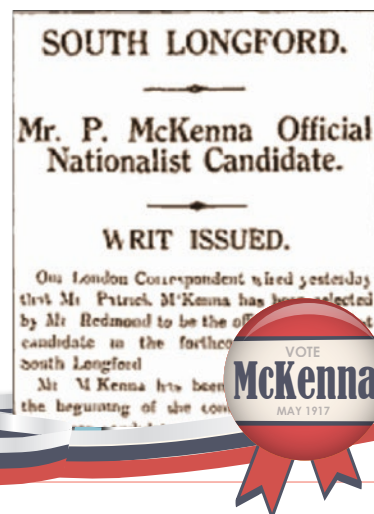 SOUTH LONGFORD.
Mr. P. McKenna Official
Nationalist Candidate.
WRIT ISSUED.
Our London Correspondent wired yesterday
that Mr Patrick M'Kenna has been selected
by Mr Redmond to be the
candidate in the
South Longford
Mr M'Kenna has been
the beginning of the
VOTE
McKenna
MAY 1917